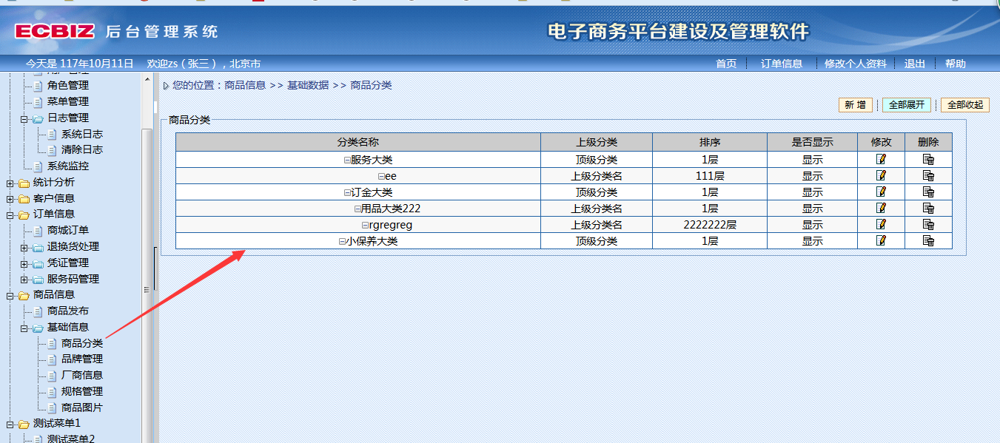 ECBIZ 后台管理系统
电子商务平台建设及管理软件
今天是 117年10月11日 欢迎zs（张三）,北京市
首页 订单信息 修改个人资料 退出 帮助
角色管理
菜单管理
日志管理
系统日志
清除日志
系统监控
统计分析
客户信息
订单信息
商城订单
退换货处理
凭证管理
服务码管理
商品信息
商品发布
基础信息
商品分类
品牌管理
厂商信息
规格管理
商品图片
测试菜单1
测试菜单2
您的位置：商品信息 >> 基础数据 >> 商品分类
新 增 全部展开 全部收起
商品分类
分类名称 上级分类 排序 是否显示 修改 删除
服务大类 顶级分类 1层 显示
ee 上级分类名 111层 显示
订金大类 顶级分类 1层 显示
用品大类222 上级分类名 1层 显示
rgregreg 上级分类名 2222222层 显示
小保养大类 顶级分类 1层 显示